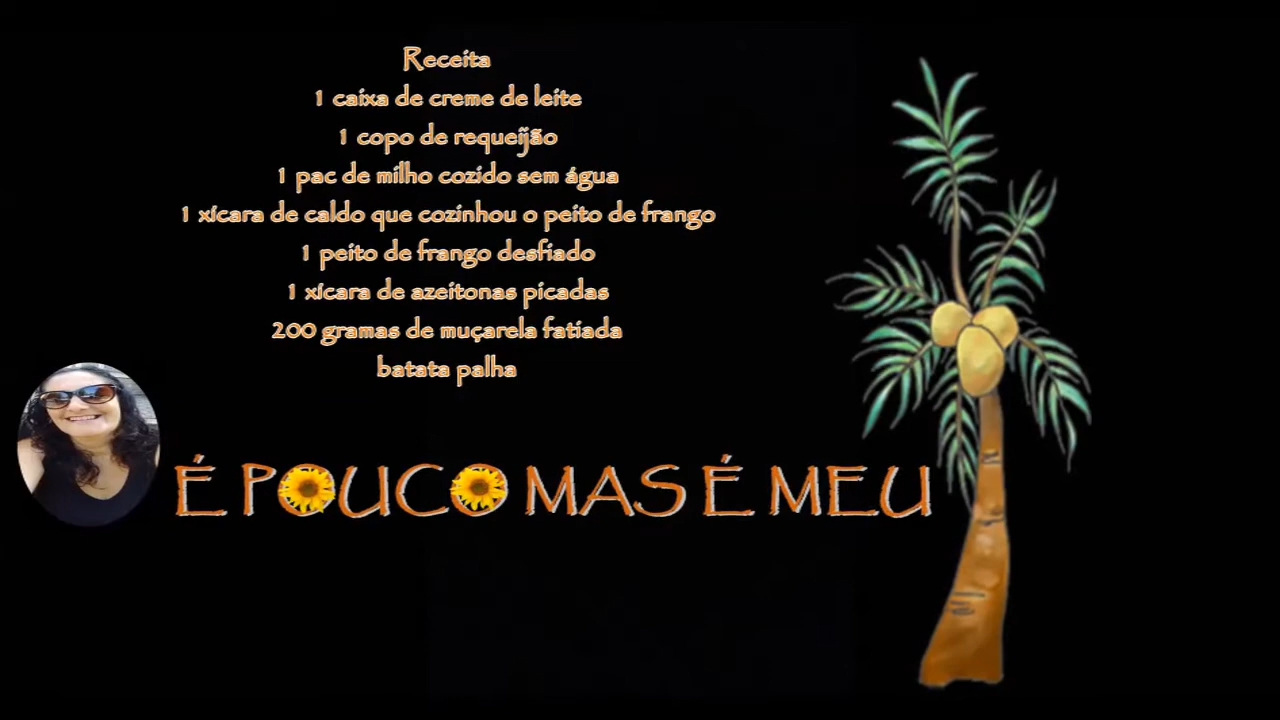 Receita
1 caixa de creme de leite
1 copo de requeijão
1 pac de milho cozido sem água
1 xícara de caldo que cozinhou o peito de frango
1 peito de frango desfiado
1 xícara de azeitonas picadas
200 gramas de muçarela fatiada
batata palha
É POUCO MAS É MEU